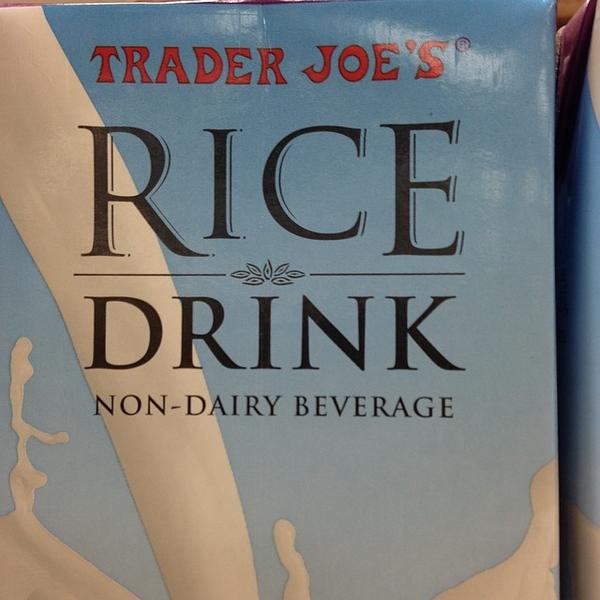 TRADER JOE'S®
RICE
DRINK
NON-DAIRY BEVERAGE